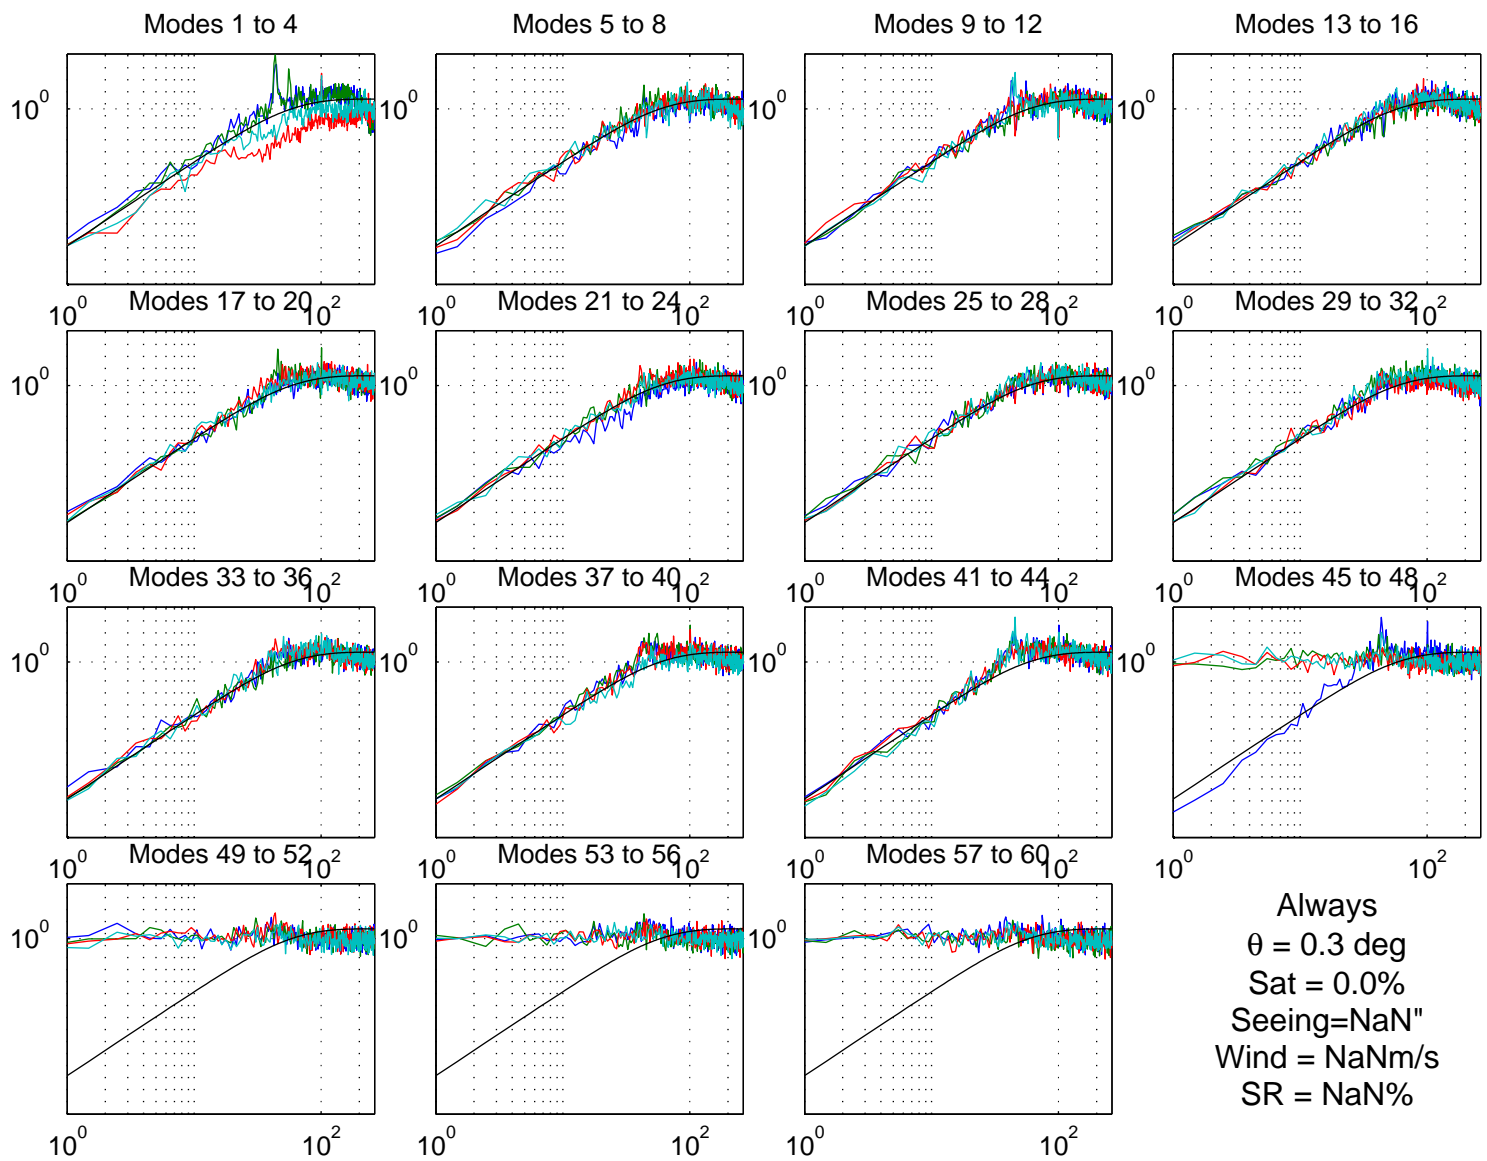 Modes 1 to 4
Modes 5 to 8
Modes 9 to 12
Modes 13 to 16
10^0
10^0
10^0
10^0
10^0
10^2
10^0
10^2
10^0
10^2
10^0
10^2
Modes 17 to 20
Modes 21 to 24
Modes 25 to 28
Modes 29 to 32
10^0
10^0
10^0
10^0
10^0
10^2
10^0
10^2
10^0
10^2
10^0
10^2
Modes 33 to 36
Modes 37 to 40
Modes 41 to 44
Modes 45 to 48
10^0
10^0
10^0
10^0
10^0
10^2
10^0
10^2
10^0
10^2
10^0
10^2
Modes 49 to 52
Modes 53 to 56
Modes 57 to 60
10^0
10^0
10^0
10^0
10^2
10^0
10^2
10^0
10^2
Always
θ = 0.3 deg
Sat = 0.0%
Seeing=NaN"
Wind = NaNm/s
SR = NaN%